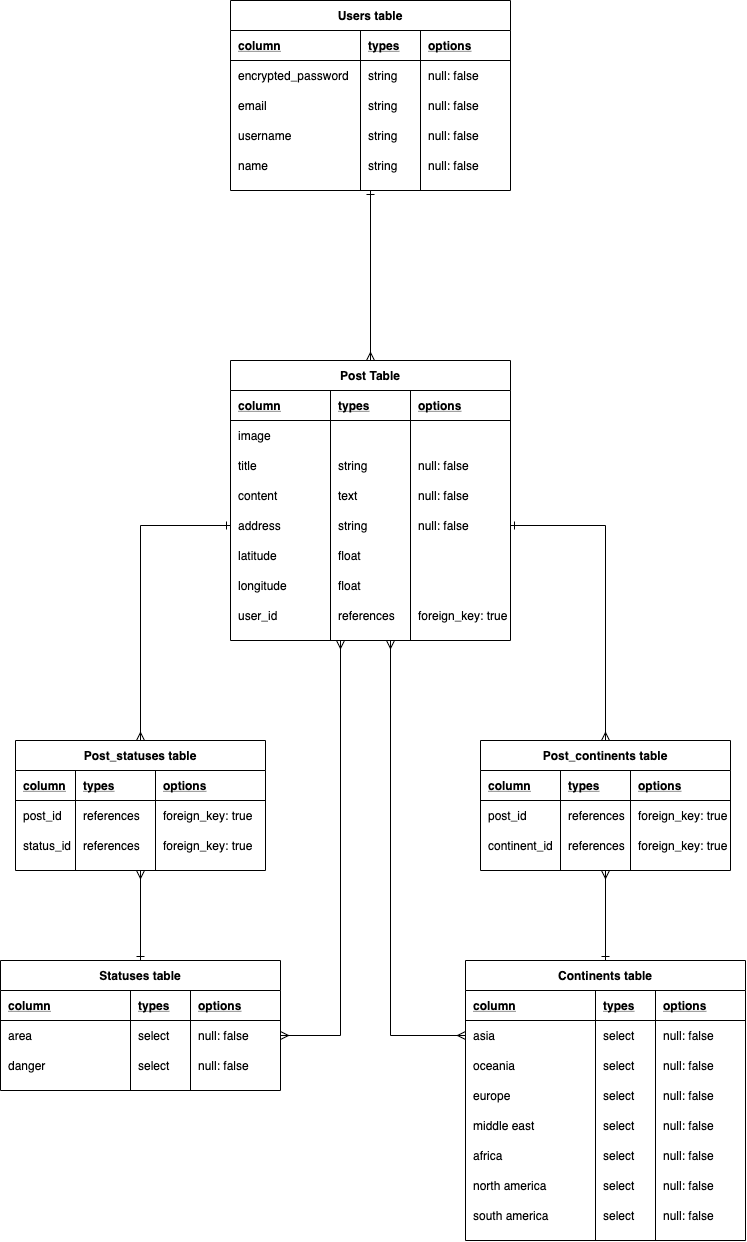 Users table
column types options
encrypted_password string null: false
email string null: false
username string null: false
name string null: false
Post Table
column types options
image
title string null: false
content text null: false
address string null: false
latitude float
longitude float
user_id references foreign_key: true
Post_statuses table
column types options
post_id references foreign_key: true
status_id references foreign_key: true
Post_continents table
column types options
post_id references foreign_key: true
continent_id references foreign_key: true
Statuses table
column types options
area select null: false
danger select null: false
Continents table
column types options
asia select null: false
oceania select null: false
europe select null: false
middle east select null: false
africa select null: false
north america select null: false
south america select null: false